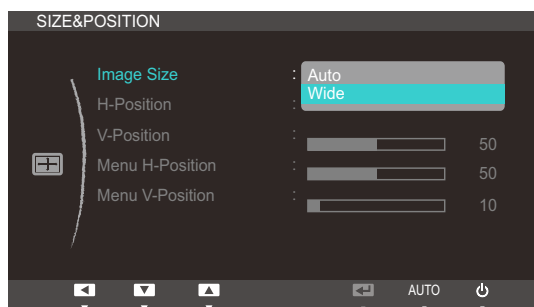 SIZE&POSITION
Image Size : Auto
Wide
H-Position :
V-Position : 50
Menu H-Position : 50
Menu V-Position : 10
AUTO